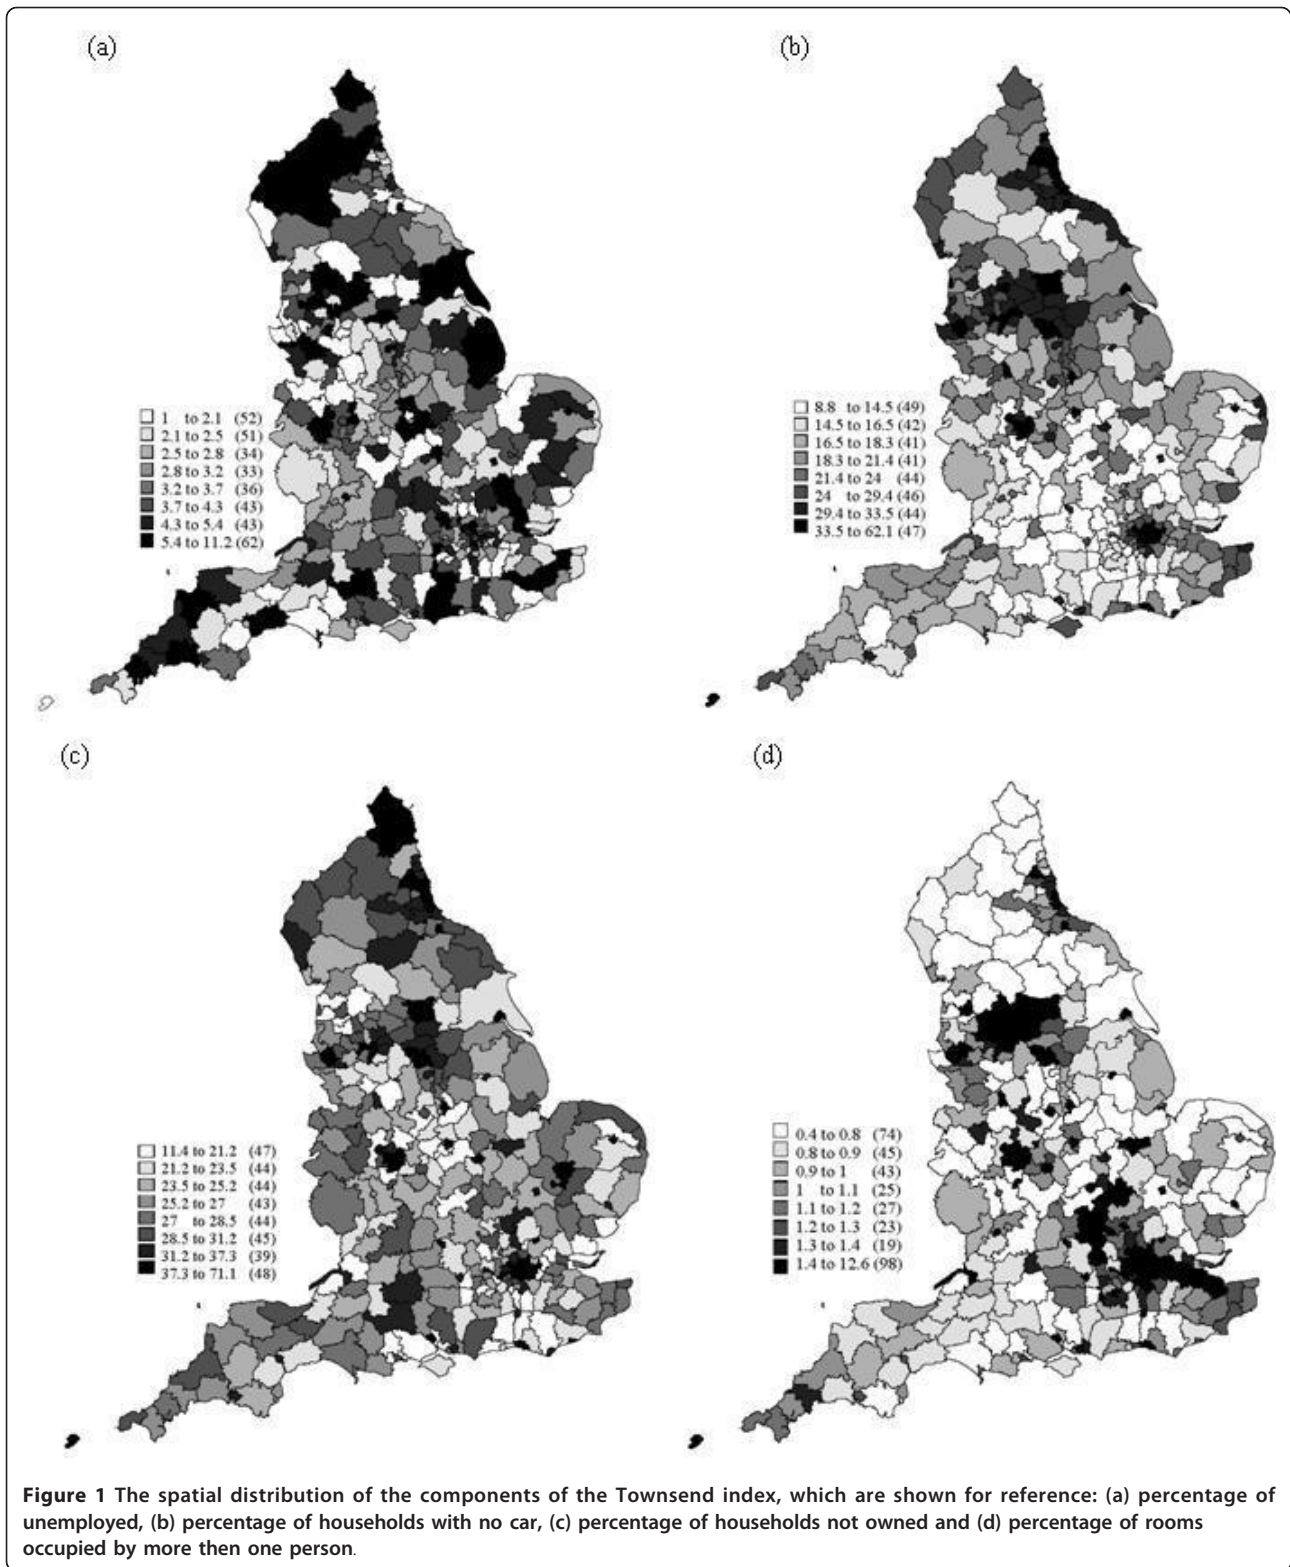 (a)
(b)
1 to 2.1 (52)
2.1 to 2.5 (51)
2.5 to 2.8 (34)
2.8 to 3.2 (33)
3.2 to 3.7 (36)
3.7 to 4.3 (43)
4.3 to 5.4 (43)
5.4 to 11.2 (62)
8.8 to 14.5 (49)
14.5 to 16.5 (42)
16.5 to 18.3 (41)
18.3 to 21.4 (41)
21.4 to 24 (44)
24 to 29.4 (46)
29.4 to 33.5 (44)
33.5 to 62.1 (47)
(c)
(d)
11.4 to 21.2 (47)
21.2 to 23.5 (44)
23.5 to 25.2 (44)
25.2 to 27 (43)
27 to 28.5 (44)
28.5 to 31.2 (45)
31.2 to 37.3 (39)
37.3 to 71.1 (48)
0.4 to 0.8 (74)
0.8 to 0.9 (45)
0.9 to 1 (43)
1 to 1.1 (25)
1.1 to 1.2 (27)
1.2 to 1.3 (23)
1.3 to 1.4 (19)
1.4 to 12.6 (98)
Figure 1 The spatial distribution of the components of the Townsend index, which are shown for reference: (a) percentage of
unemployed, (b) percentage of households with no car, (c) percentage of households not owned and (d) percentage of rooms
occupied by more then one person.